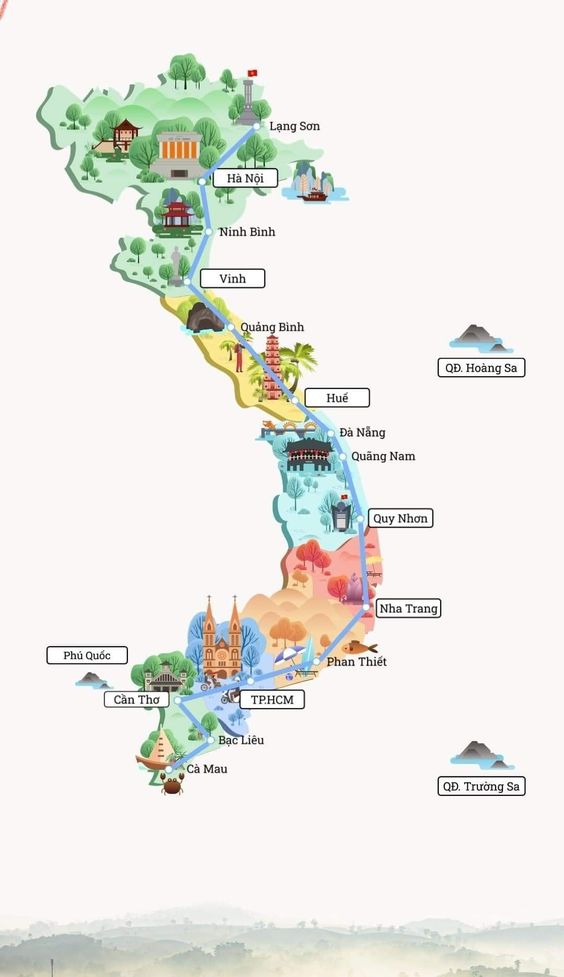 Lạng Sơn
Hà Nội
Ninh Bình
Vinh
Quảng Bình
QĐ. Hoàng Sa
Huế
Đà Nẵng
Quãng Nam
Quy Nhơn
Nha Trang
Phú Quốc
Phan Thiết
Cần Thơ
TP.HCM
Bạc Liêu
Cà Mau
QĐ. Trường Sa